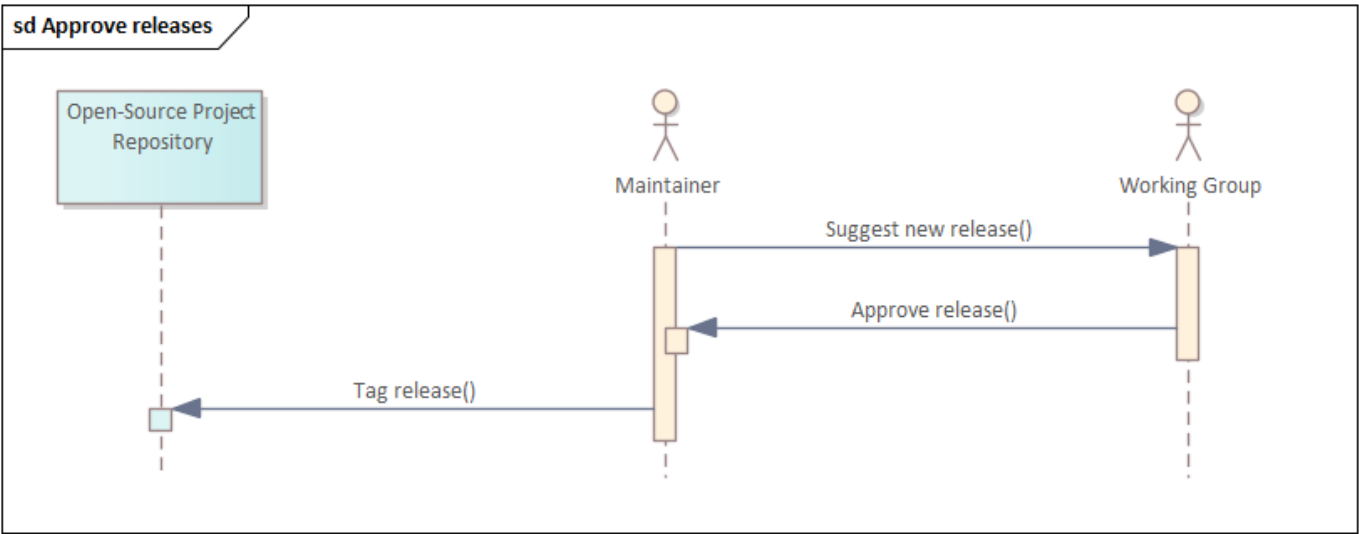 sd Approve releases
Open-Source Project
Repository
Maintainer
Working Group
Suggest new release()
Approve release()
Tag release()